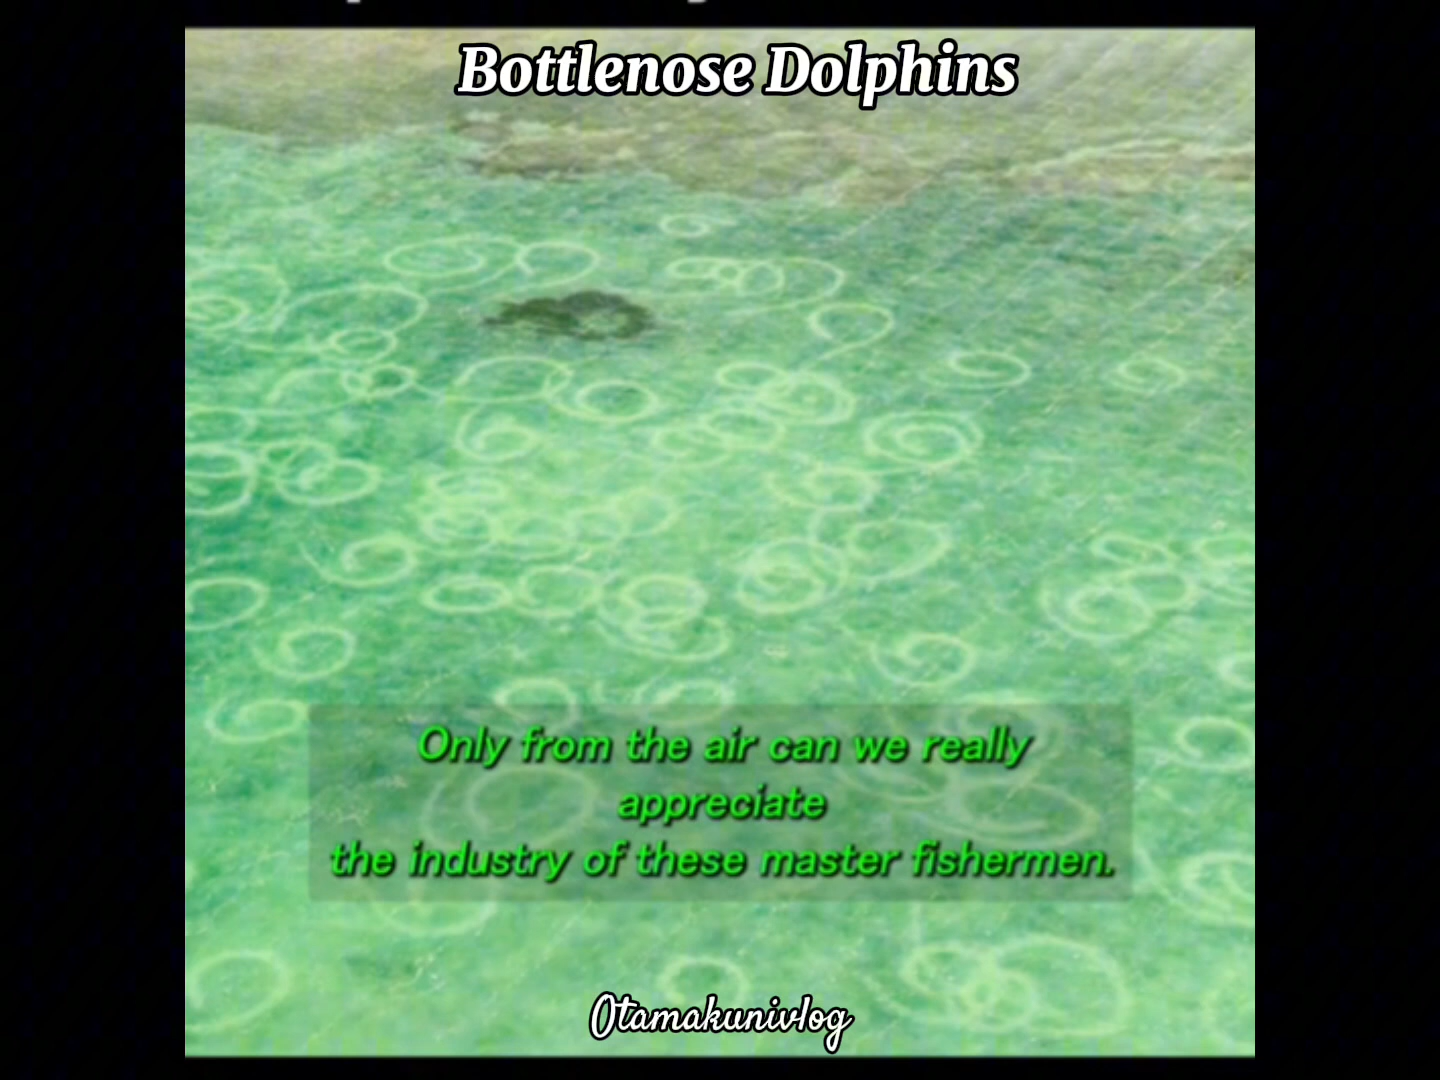 Bottlenose Dolphins
Only from the air can we really
appreciate
the industry of these master fishermen.
Otamakunivlog